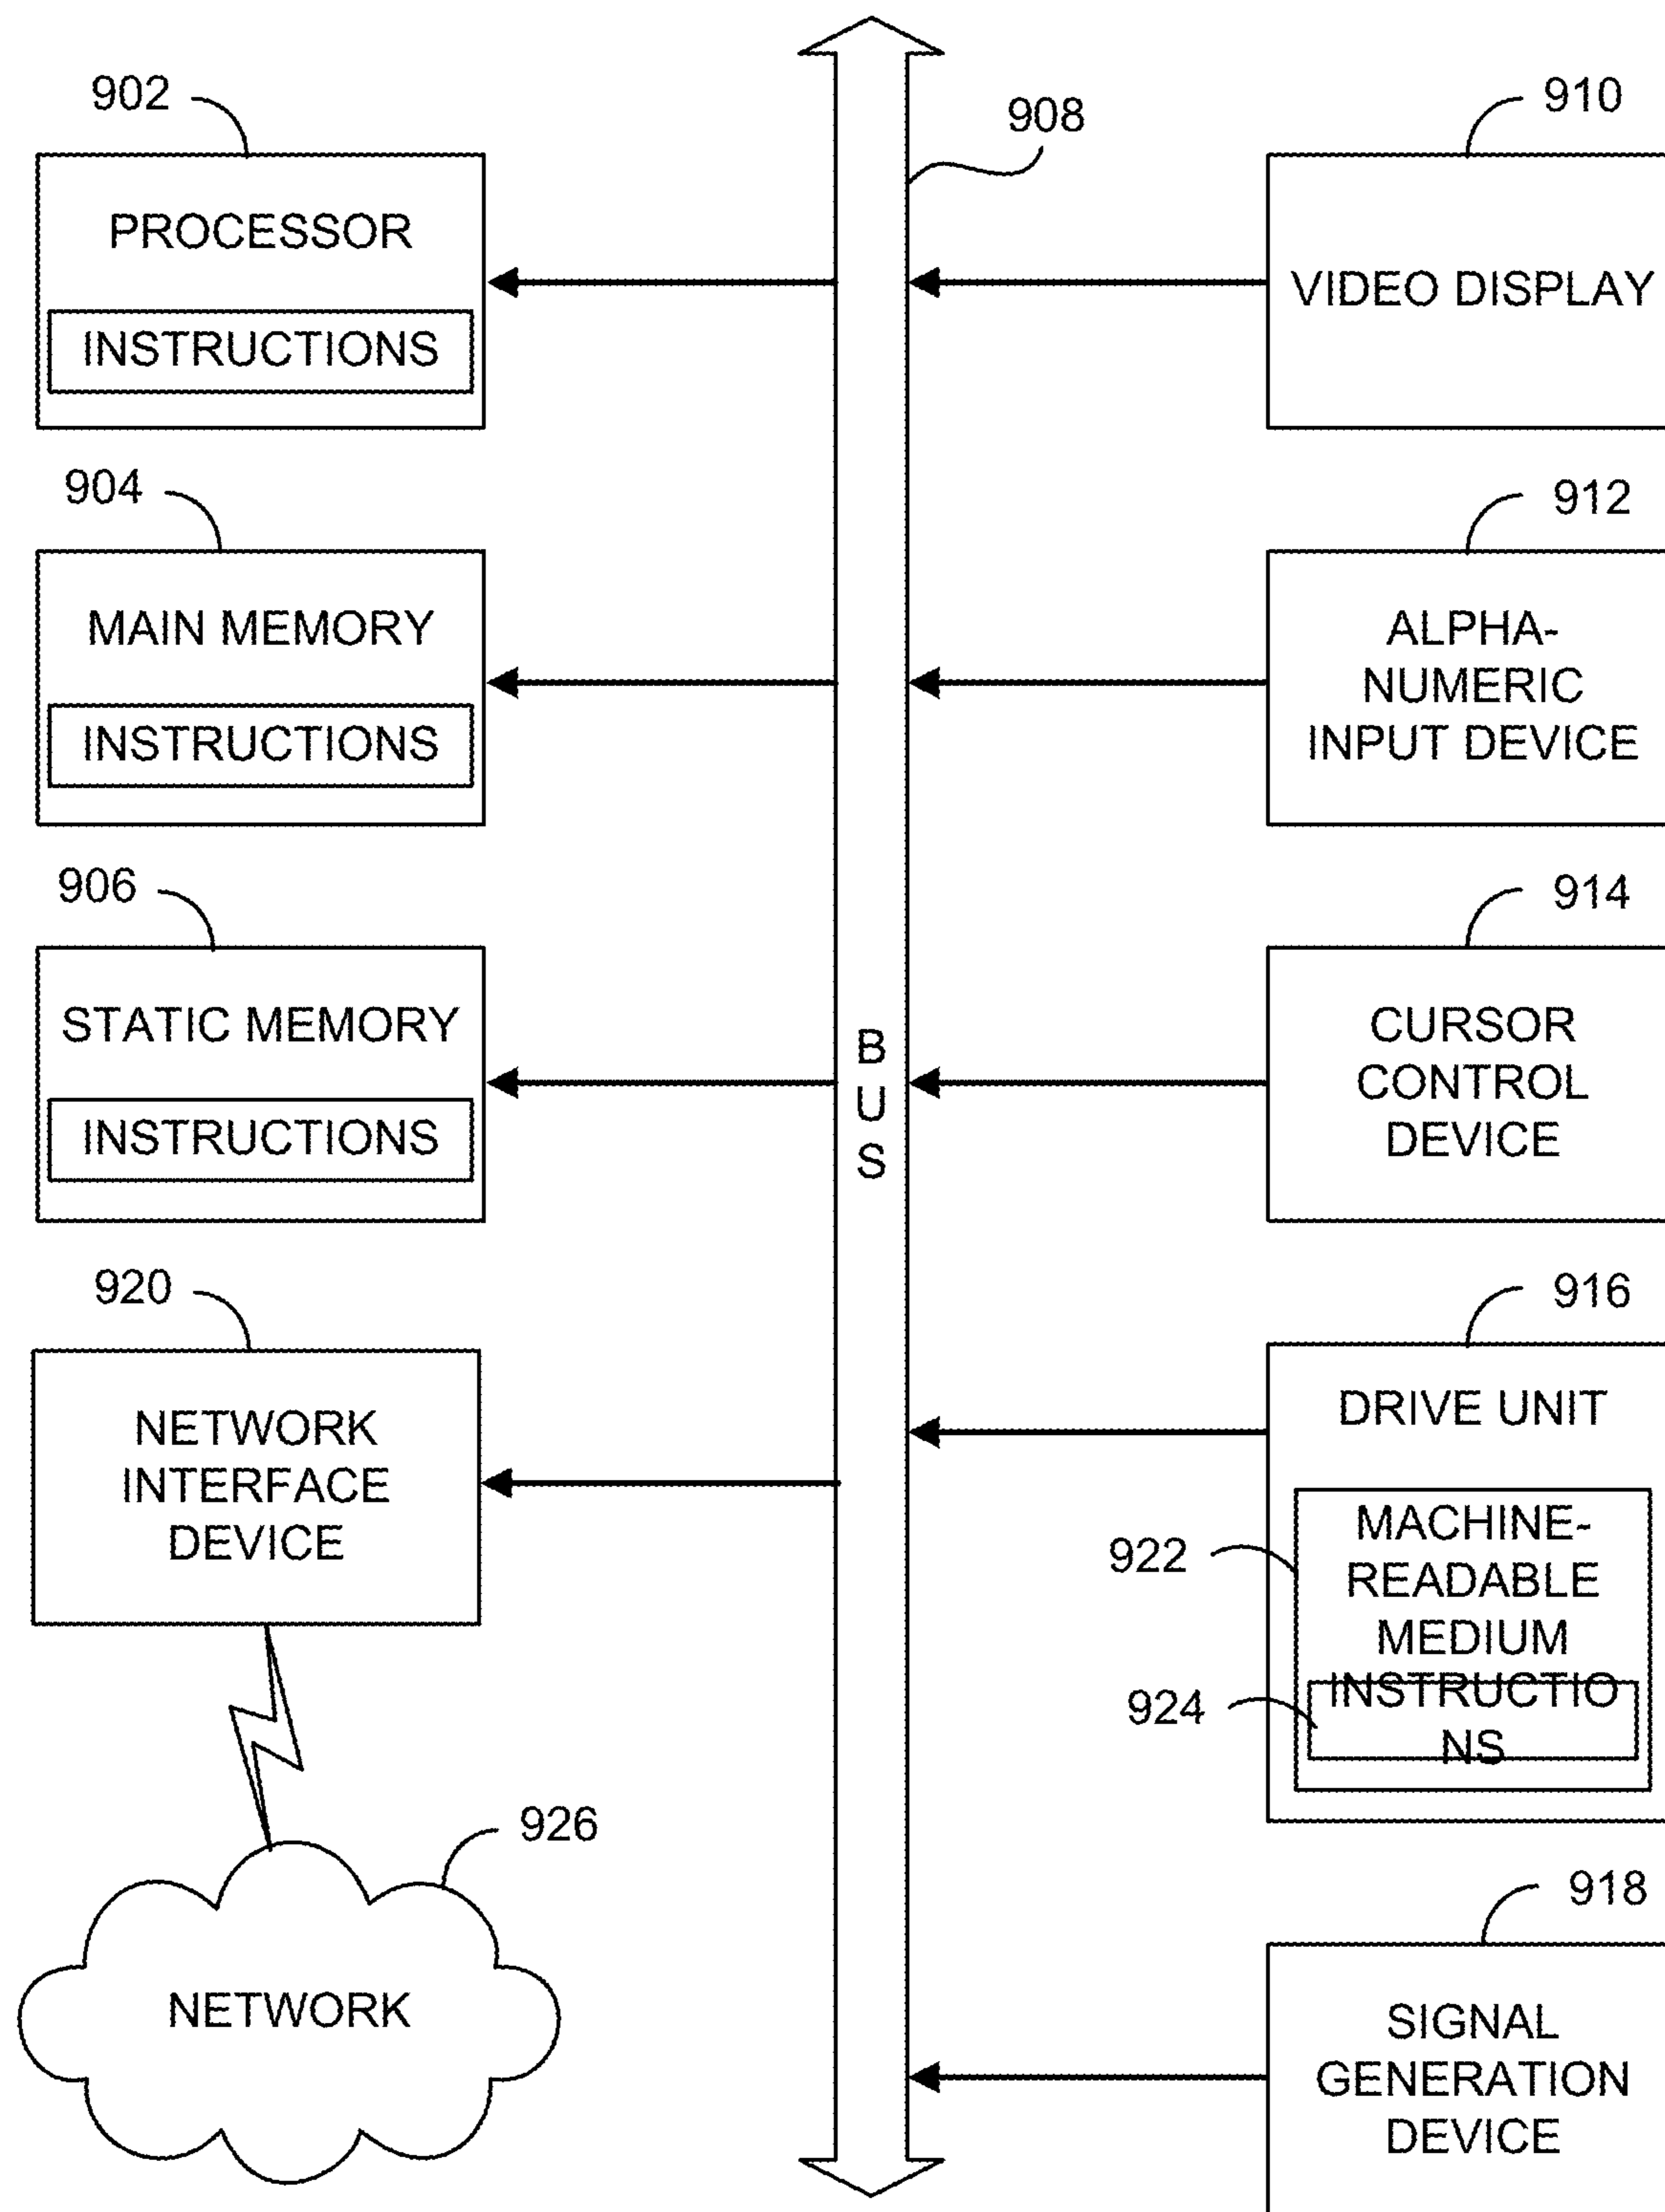 902
PROCESSOR
INSTRUCTIONS
904
MAIN MEMORY
INSTRUCTIONS
906
STATIC MEMORY
INSTRUCTIONS
920
NETWORK
INTERFACE
DEVICE
926
NETWORK
908
B
U
S
910
VIDEO DISPLAY
912
ALPHA-
NUMERIC
INPUT DEVICE
914
CURSOR
CONTROL
DEVICE
916
DRIVE UNIT
922
MACHINE-
READABLE
MEDIUM
924
INSTRUCTIO
NS
918
SIGNAL
GENERATION
DEVICE